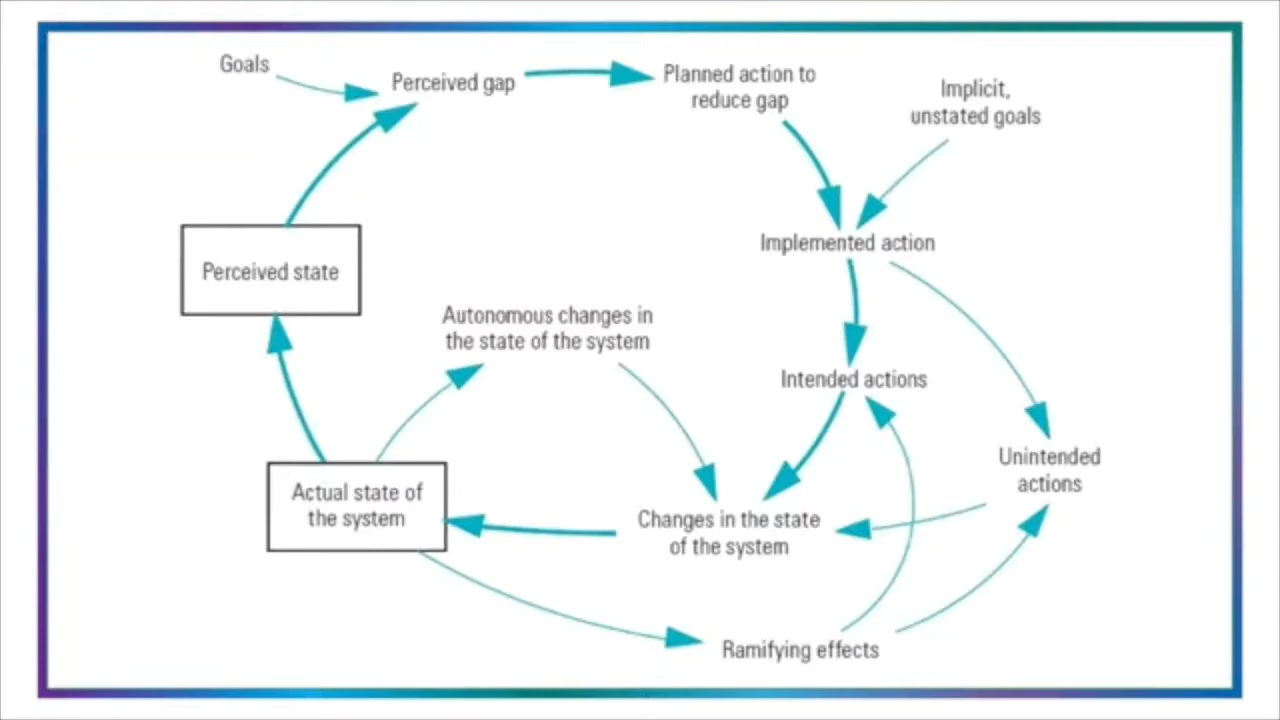 Goals
Perceived gap
Planned action to
reduce gap
Implicit,
unstated goals
Implemented action
Perceived state
Autonomous changes in
the state of the system
Intended actions
Unintended
actions
Actual state of
the system
Changes in the state
of the system
Ramifying effects